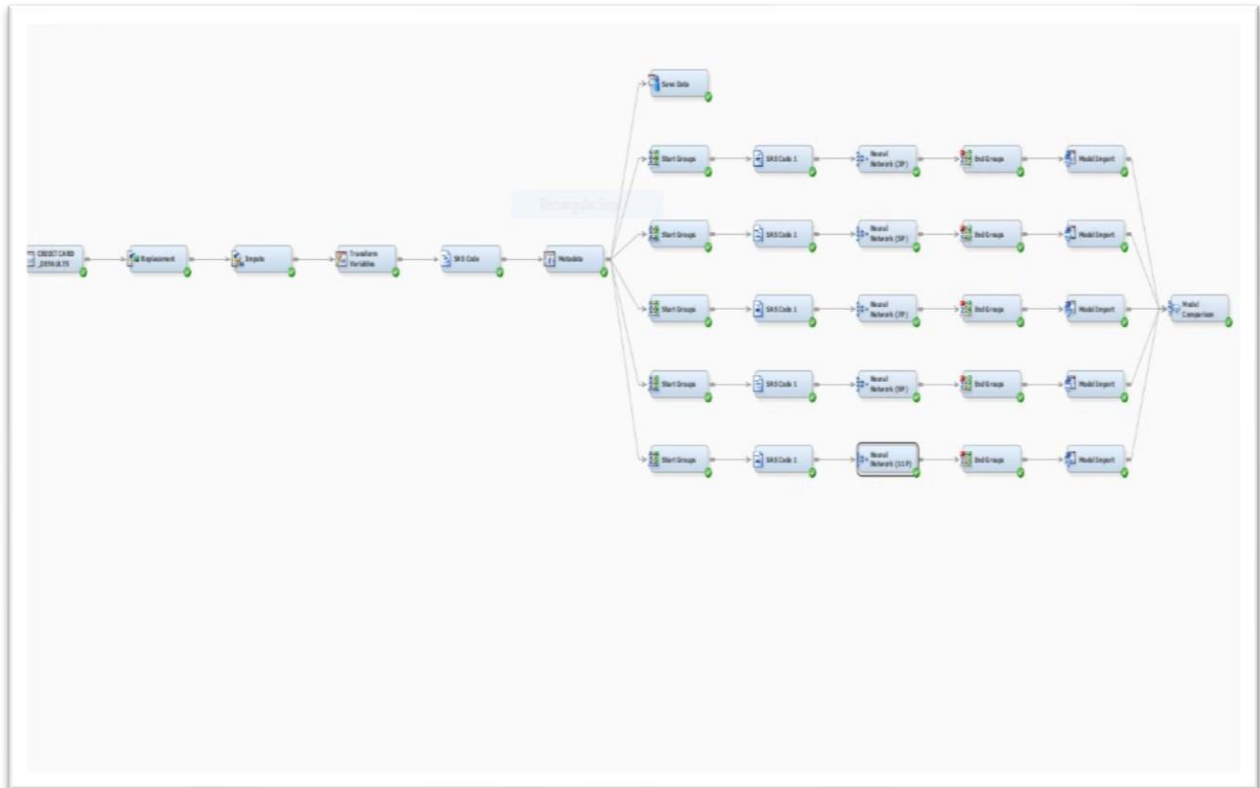 Save Data
Start Groups
SAS Code 1
Neural
Network (3P)
End Groups
Model Import
Start Groups
SAS Code 1
Neural
Network (5P)
End Groups
Model Import
CREDIT CARD
_DEFAULTS
Replacement
Impute
Transform
Variables
SAS Code
Metadata
Start Groups
SAS Code 1
Neural
Network (7P)
End Groups
Model Import
Model
Comparison
Start Groups
SAS Code 1
Neural
Network (9P)
End Groups
Model Import
Start Groups
SAS Code 1
Neural
Network (11P)
End Groups
Model Import